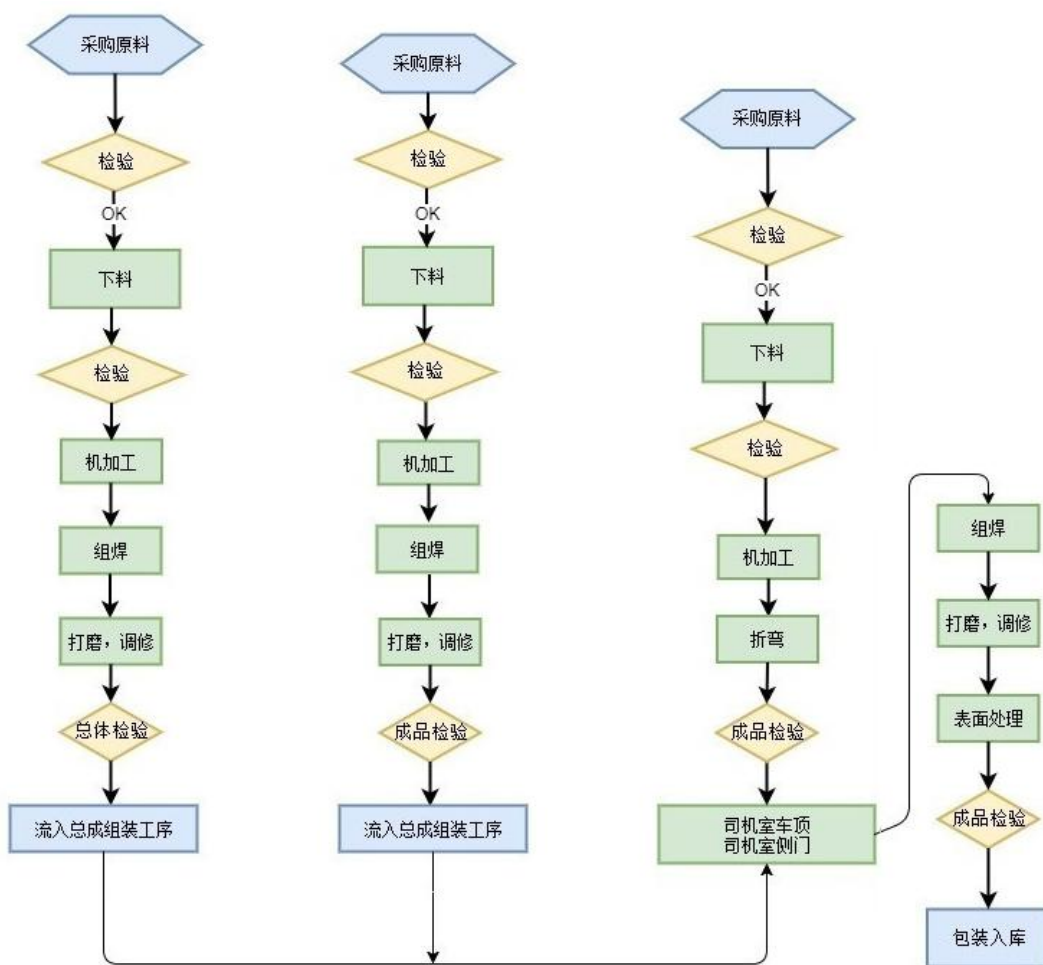 采购原料
检验
OK
下料
检验
机加工
组焊
打磨，调修
总体检验
流入总成组装工序
采购原料
检验
OK
下料
检验
机加工
组焊
打磨，调修
成品检验
流入总成组装工序
采购原料
检验
OK
下料
检验
机加工
折弯
成品检验
司机室车顶
司机室侧门
组焊
打磨，调修
表面处理
成品检验
包装入库